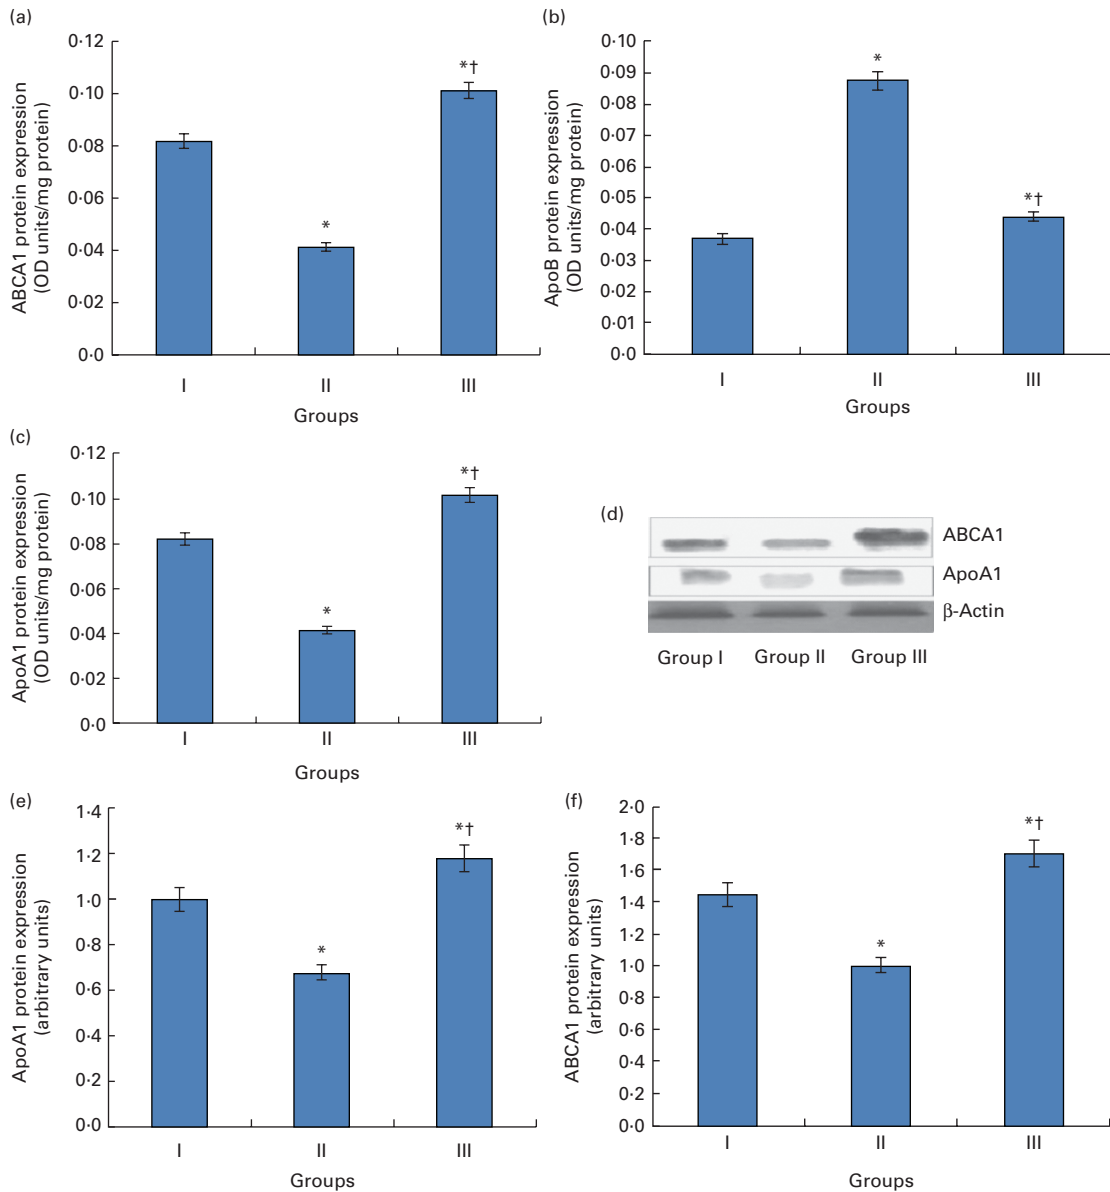 (a)
ABCA1 protein expression
(OD units/mg protein)
0·12
0·10
0·08
0·06
0·04
0·02
0·0
*
*†
I II III
Groups
(b)
ApoB protein expression
(OD units/mg protein)
0·10
0·09
0·08
0·07
0·06
0·05
0·04
0·03
0·02
0·01
0·0
*
*†
I II III
Groups
(c)
ApoA1 protein expression
(OD units/mg protein)
0·12
0·10
0·08
0·06
0·04
0·02
0·0
*
*†
I II III
Groups
(d)
ABCA1
ApoA1
β-Actin
Group I Group II Group III
(e)
ApoA1 protein expression
(arbitrary units)
1·4
1·2
1·0
0·8
0·6
0·4
0·2
0·0
*
*†
I II III
Groups
(f)
ABCA1 protein expression
(arbitrary units)
2·0
1·8
1·6
1·4
1·2
1·0
0·8
0·6
0·4
0·2
0·0
*
*†
I II III
Groups